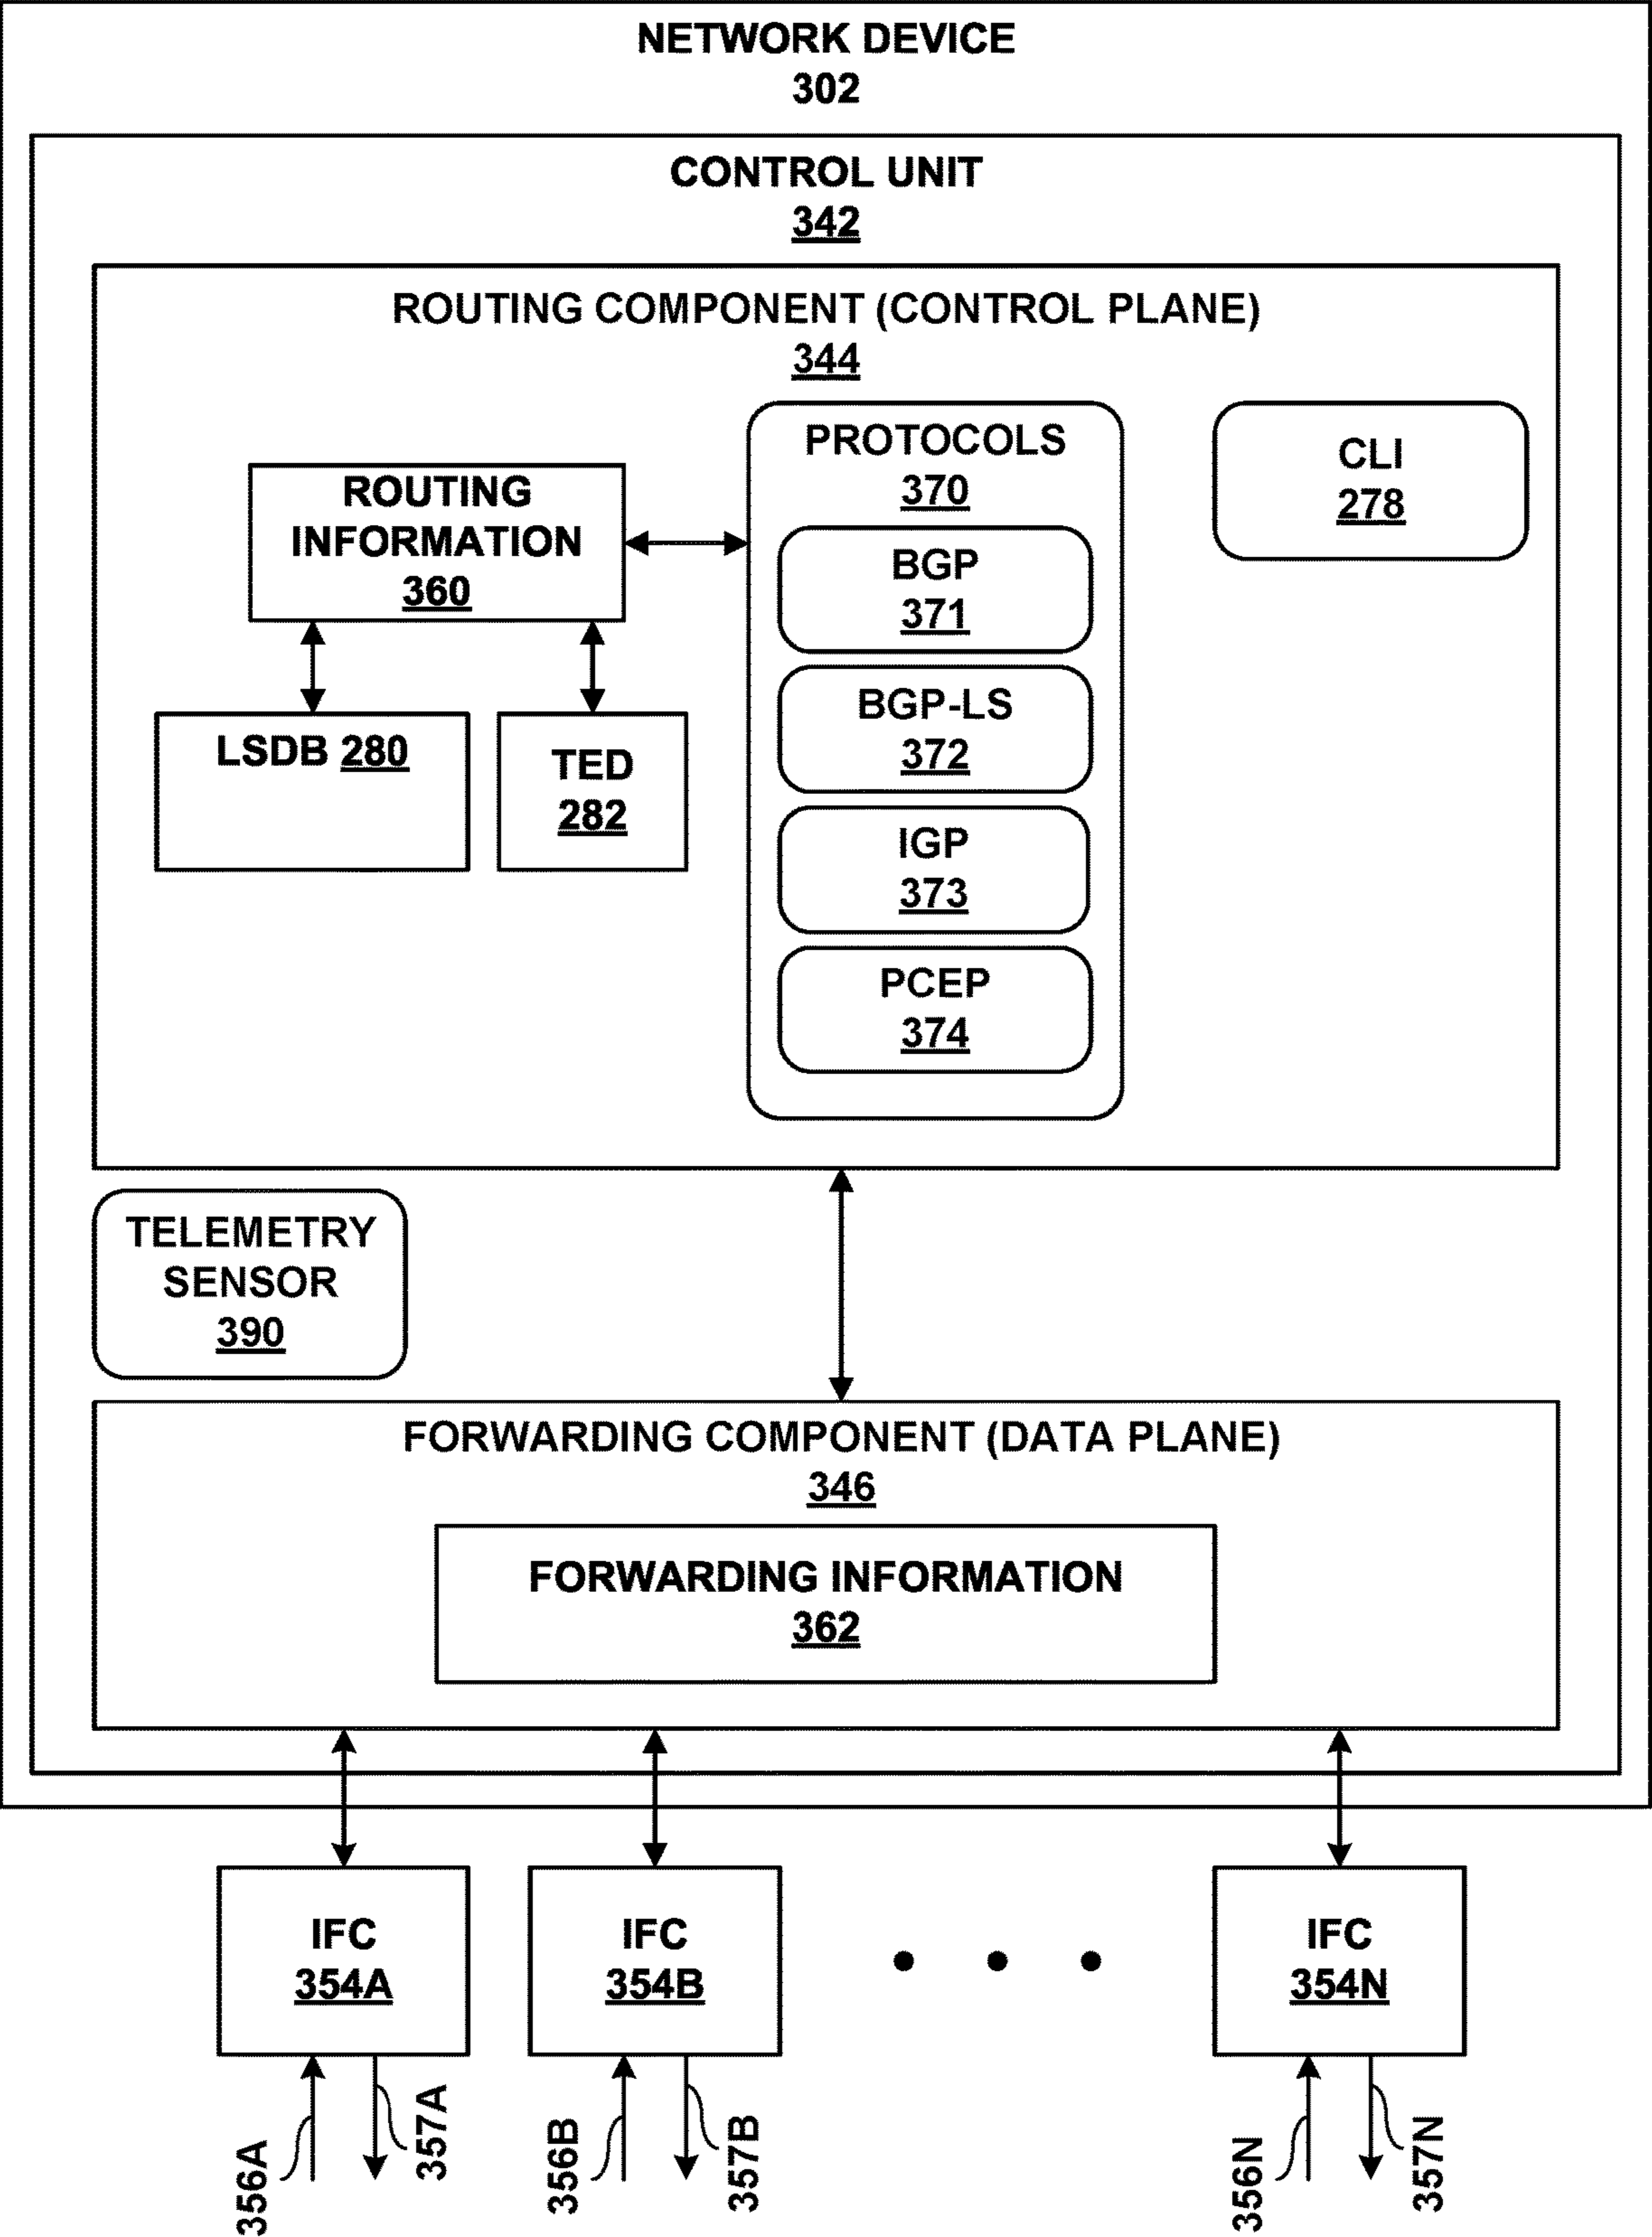 NETWORK DEVICE
302
CONTROL UNIT
342
ROUTING COMPONENT (CONTROL PLANE)
344
ROUTING
INFORMATION
360
LSDB 280
TED
282
PROTOCOLS
370
BGP
371
BGP-LS
372
IGP
373
PCEP
374
CLI
278
TELEMETRY
SENSOR
390
FORWARDING COMPONENT (DATA PLANE)
346
FORWARDING INFORMATION
362
IFC
354A
IFC
354B
IFC
354N
356A
357A
356B
357B
356N
357N